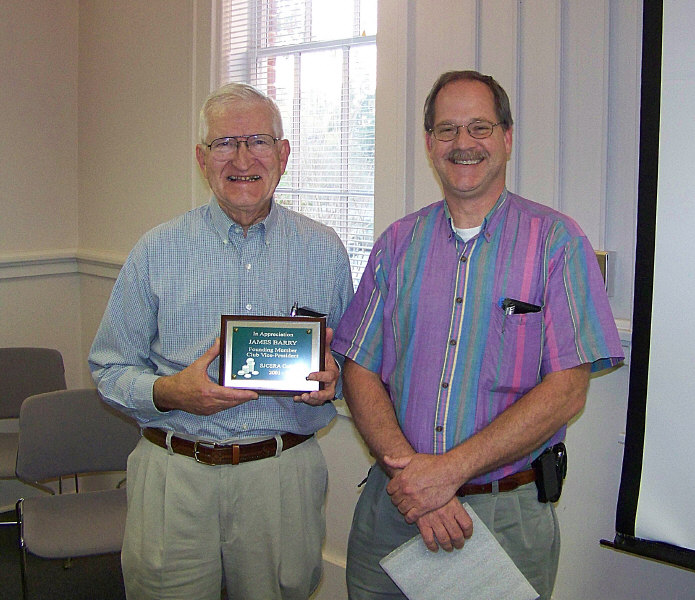 In Appreciation
JAMES BARRY
Founding Member
Club Vice-President